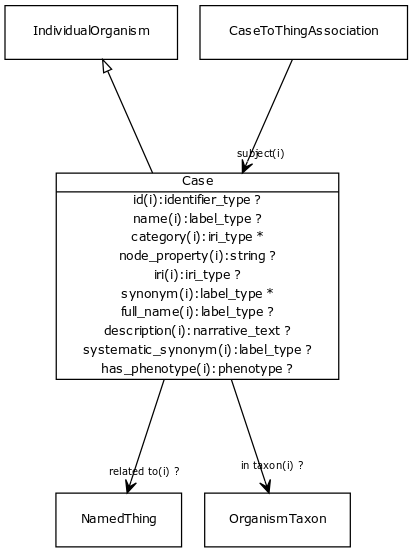 IndividualOrganism
CaseToThingAssociation
subject(i)
Case
id(i):identifier_type ?
name(i):label_type ?
category(i):iri_type *
node_property(i):string ?
iri(i):iri_type ?
synonym(i):label_type *
full_name(i):label_type ?
description(i):narrative_text ?
systematic_synonym(i):label_type ?
has_phenotype(i):phenotype ?
related to(i) ?
in taxon(i) ?
NamedThing
OrganismTaxon